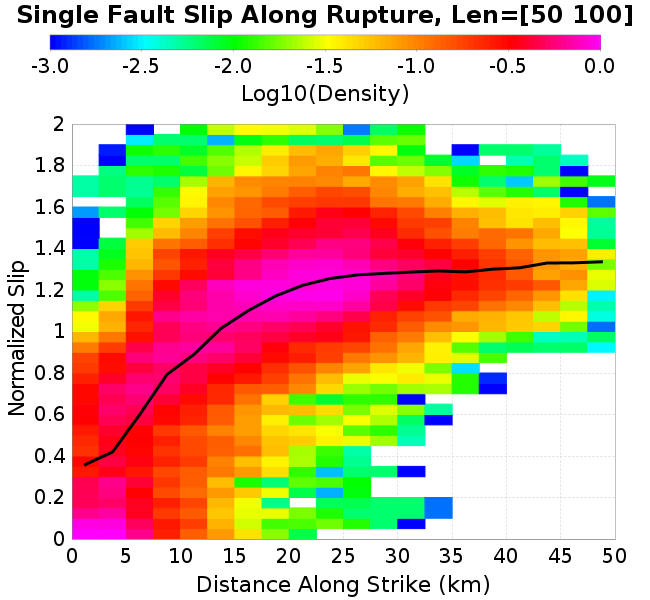 Single Fault Slip Along Rupture, Len=[50 100]
-3.0 -2.5 -2.0 -1.5 -1.0 -0.5 0.0
Log10(Density)
2
1.8
1.6
1.4
1.2
1
0.8
0.6
0.4
0.2
0
Normalized Slip
0 5 10 15 20 25 30 35 40 45 50
Distance Along Strike (km)